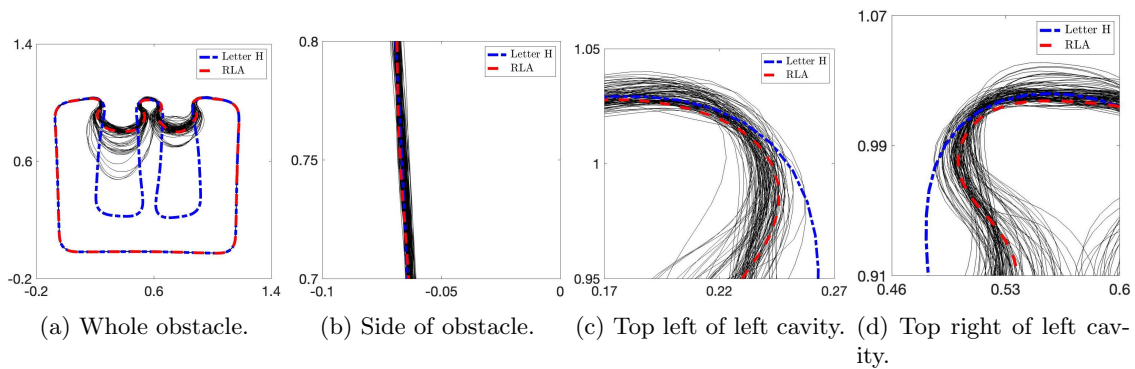 1.4
0.6
-0.2
-0.2
0.6
1.4
Letter H
RLA
(a) Whole obstacle.
0.8
0.75
0.7
-0.1
-0.05
0
Letter H
RLA
(b) Side of obstacle.
1.05
1
0.95
0.17
0.22
0.27
Letter H
RLA
(c) Top left of left cavity.
1.07
0.99
0.91
0.46
0.53
0.6
Letter H
RLA
(d) Top right of left cav-
ity.